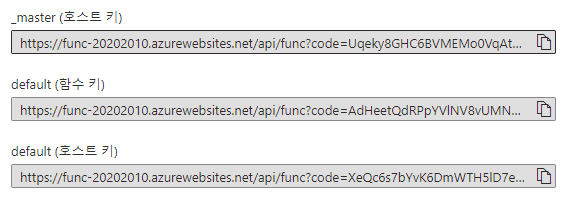 _master (호스트 키)
https://func-20202010.azurewebsites.net/api/func?code=Uqeky8GHC6BVMEMo0VqAt...
default (함수 키)
https://func-20202010.azurewebsites.net/api/func?code=AdHeetQdRPpYVlNV8vUMN...
default (호스트 키)
https://func-20202010.azurewebsites.net/api/func?code=XeQc6s7bYvK6DmWTH5lD7e...